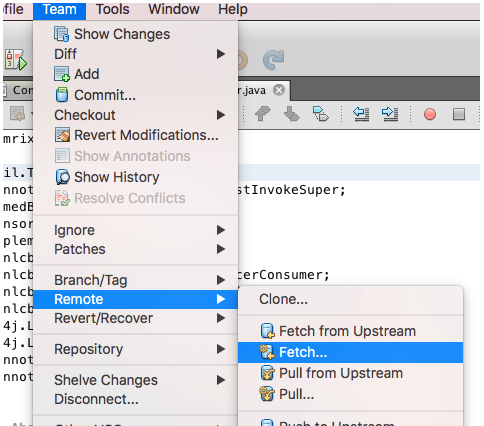 ofile Team Tools Window Help
Show Changes
Diff
Add
Commit...
Checkout
Revert Modifications...
Show Annotations
Show History
Resolve Conflicts
Ignore
Patches
Branch/Tag
Remote
Revert/Recover
Repository
Shelve Changes
Disconnect...
Clone...
Fetch from Upstream
Fetch...
Pull from Upstream
Pull...
Push to Upstream
Con
r.java
mrix
il.T
nnot
stInvokeSuper;
medB
nsor
plem
nlcb
nlcb
cerConsumer;
nlcb
nlcb
4j.L
4j.L
nnot
nnot